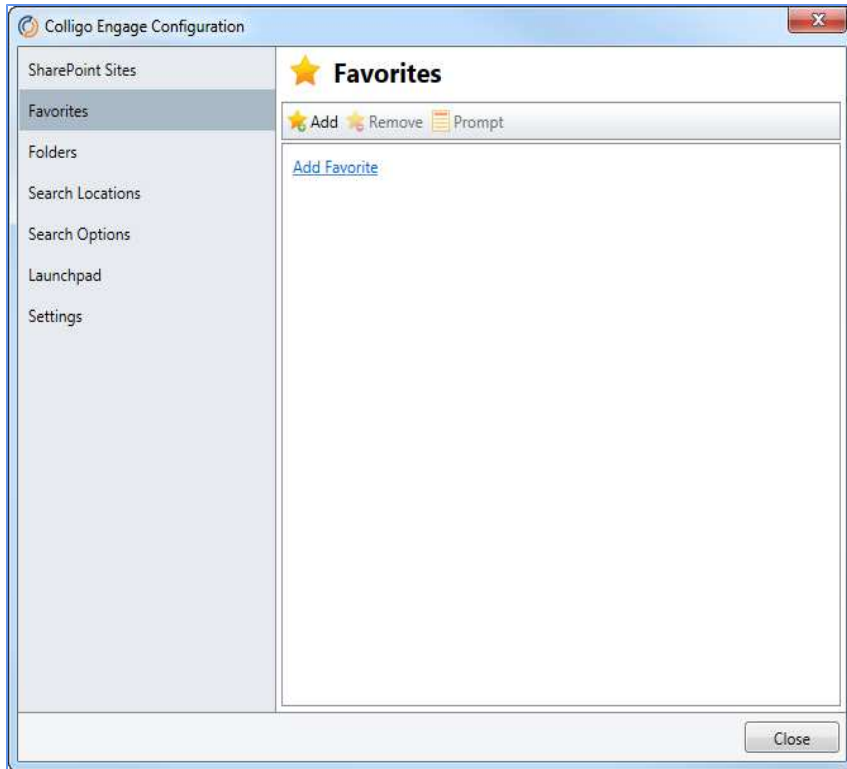 Colligo Engage Configuration
SharePoint Sites
Favorites
Folders
Search Locations
Search Options
Launchpad
Settings
Favorites
Add Remove Prompt
Add Favorite
Close